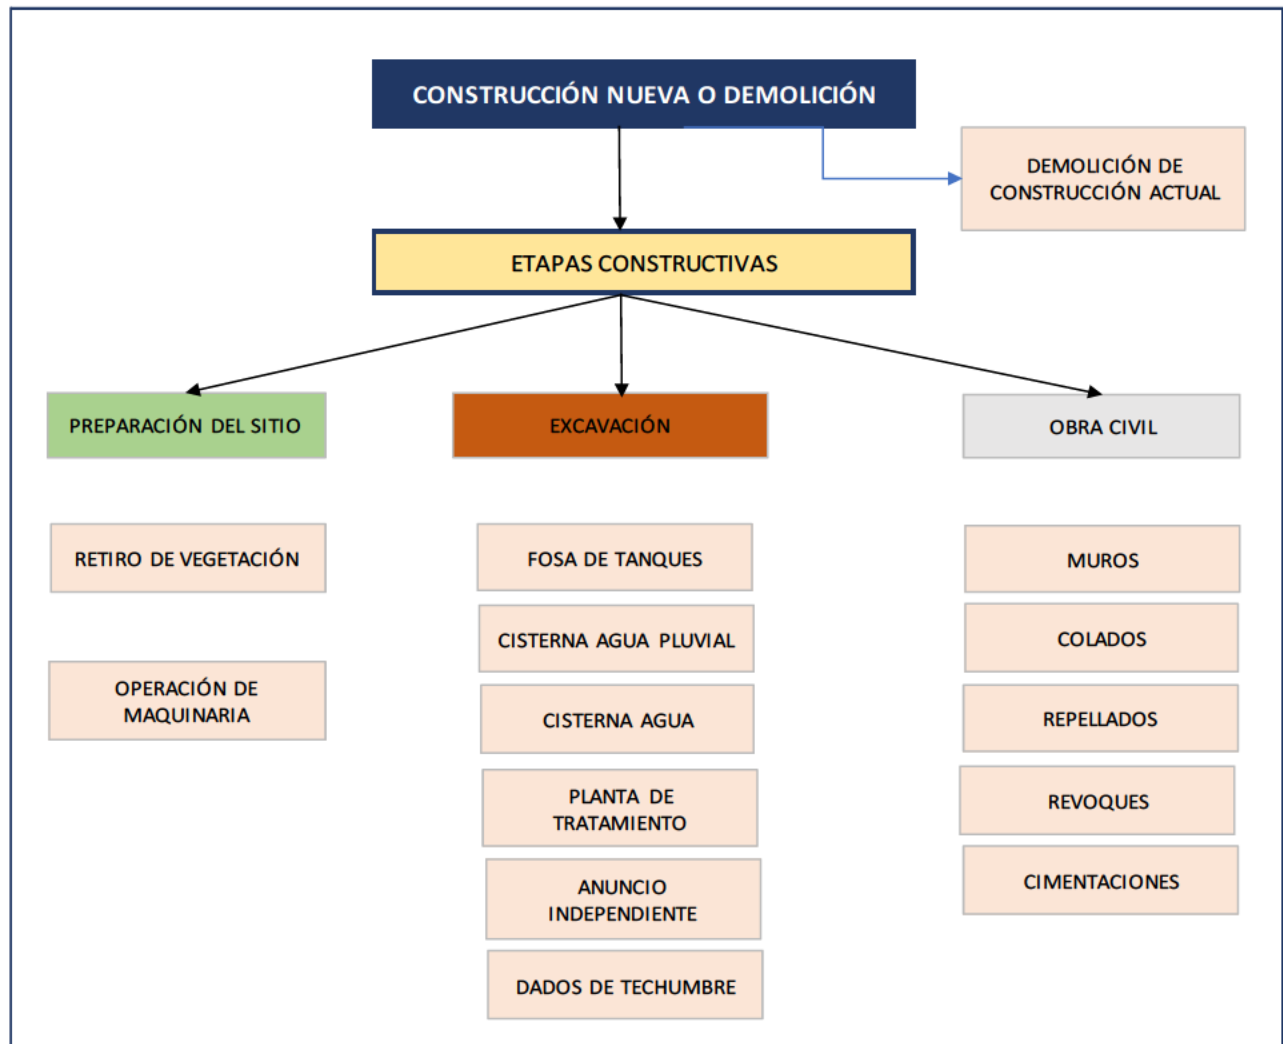 CONSTRUCCIÓN NUEVA O DEMOLICIÓN
DEMOLICIÓN DE
CONSTRUCCIÓN ACTUAL
ETAPAS CONSTRUCTIVAS
PREPARACIÓN DEL SITIO
RETIRO DE VEGETACIÓN
OPERACIÓN DE
MAQUINARIA
EXCAVACIÓN
FOSA DE TANQUES
CISTERNA AGUA PLUVIAL
CISTERNA AGUA
PLANTA DE
TRATAMIENTO
ANUNCIO
INDEPENDIENTE
DADOS DE TECHUMBRE
OBRA CIVIL
MUROS
COLADOS
REPELLADOS
REVOQUES
CIMENTACIONES